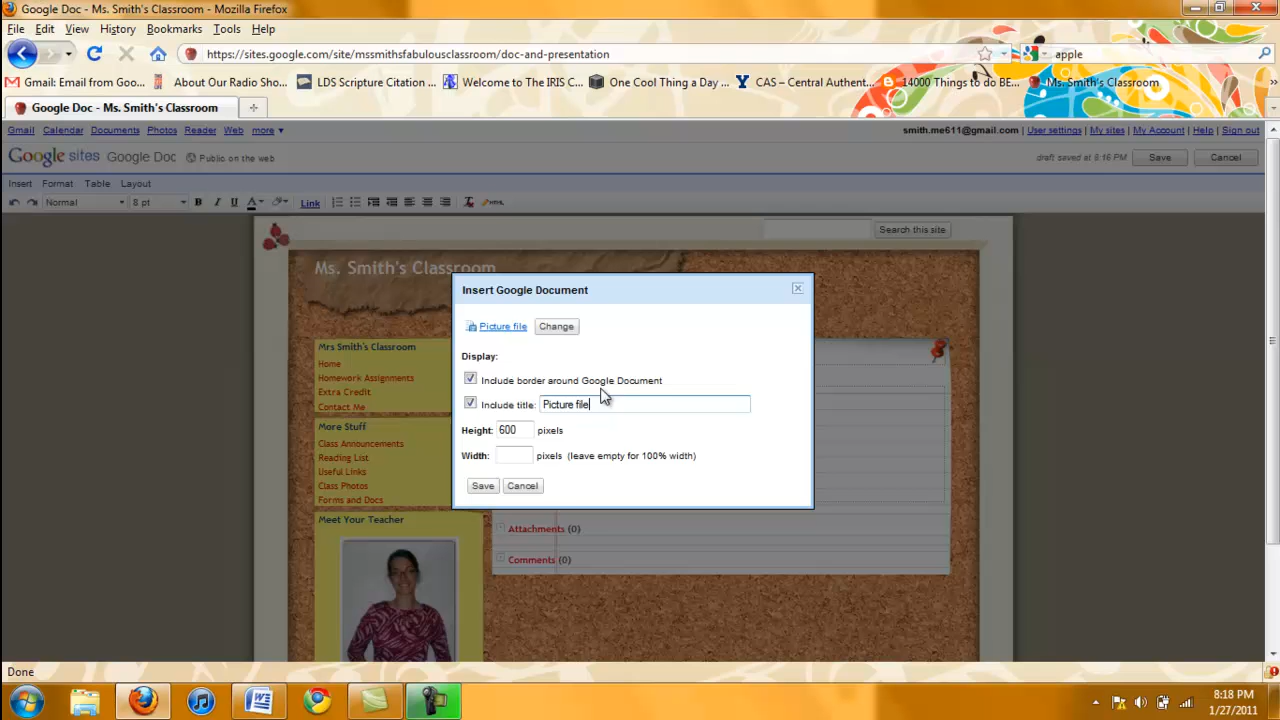 Google Doc - Ms. Smith's Classroom - Mozilla Firefox
File Edit View History Bookmarks Tools Help
https://sites.google.com/site/mssmithsfabulousclassroom/doc-and-presentation
apple
Gmail: Email from Goo...
About Our Radio Sho...
LDS Scripture Citation ...
Welcome to The IRIS C...
One Cool Thing a Day ...
CAS – Central Authent...
14000 Things to do BE...
Ms. Smith's Classroom
Google Doc - Ms. Smith's Classroom
Gmail Calendar Documents Photos Reader Web more ▼
smith.me611@gmail.com | User settings | My sites | My Account | Help | Sign out
Google sites Google Doc Public on the web
draft saved at 8:16 PM Save Cancel
Insert Format Table Layout
Normal 8 pt B I U A Link HTML
Search this site
Ms. Smith's Classroom
Insert Google Document
Picture file Change
Display:
Include border around Google Document
Include title: Picture file
Height: 600 pixels
Width: pixels (leave empty for 100% width)
Save Cancel
Mrs Smith's Classroom
Home
Homework Assignments
Extra Credit
Contact Me
More Stuff
Class Announcements
Reading List
Useful Links
Class Photos
Forms and Docs
Meet Your Teacher
Attachments (0)
Comments (0)
Done
8:18 PM
1/27/2011